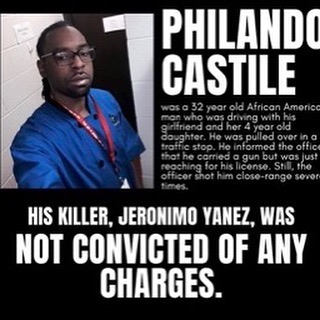 PHILANDO
CASTILE
was a 32 year old African America
man who was driving with his
girlfriend and her 4 year old
daughter. He was pulled over in a
traffic stop. He informed the office
that he carried a gun but was just
reaching for his license. Still, the
officer shot him close-range sever
times.
HIS KILLER, JERONIMO YANEZ, WAS
NOT CONVICTED OF ANY
CHARGES.